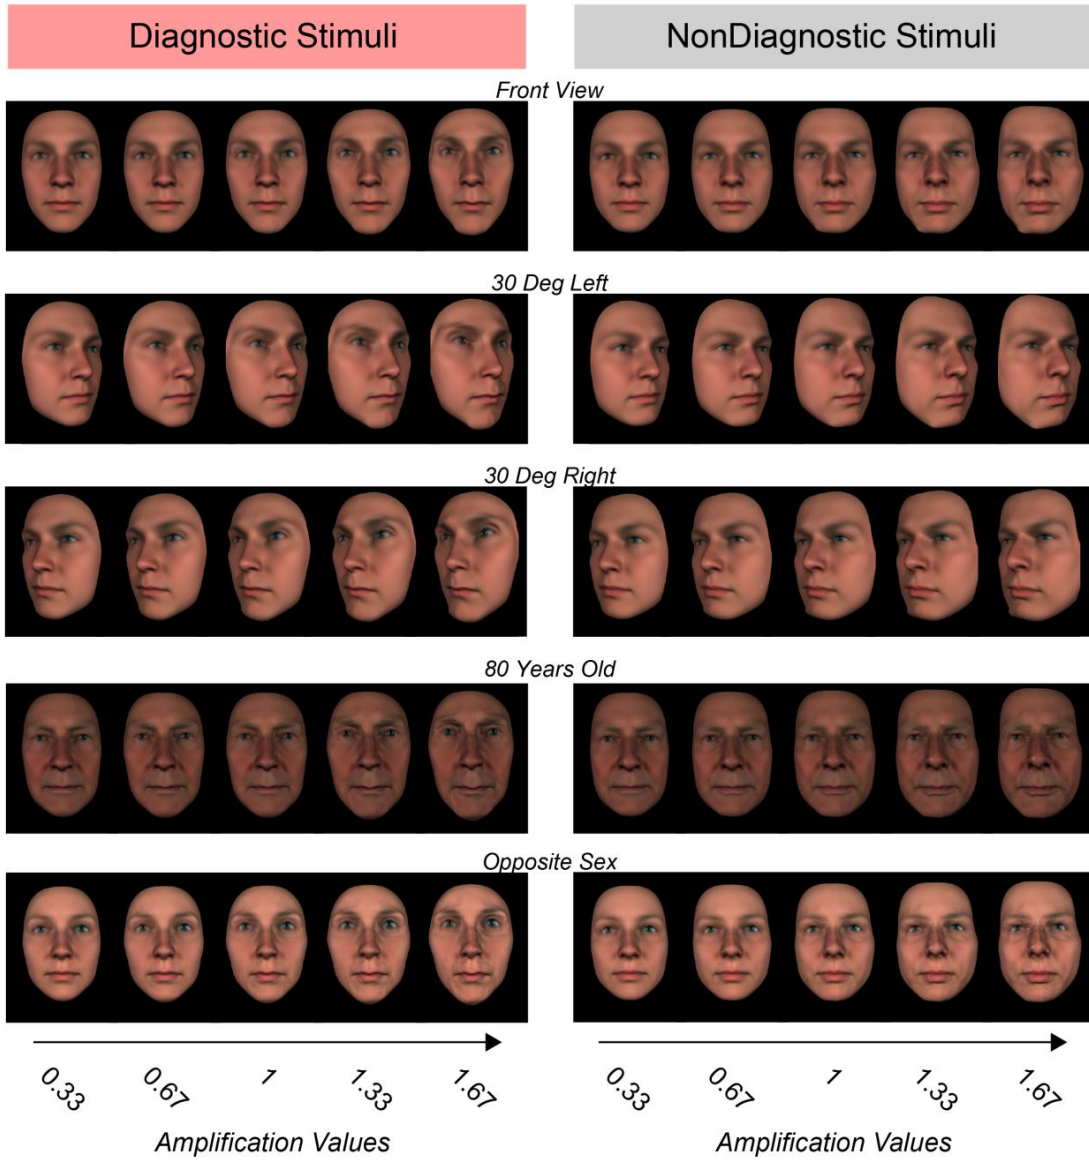 Diagnostic Stimuli
NonDiagnostic Stimuli
Front View
30 Deg Left
30 Deg Right
80 Years Old
Opposite Sex
0.33 0.67 1 1.33 1.67
0.33 0.67 1 1.33 1.67
Amplification Values
Amplification Values